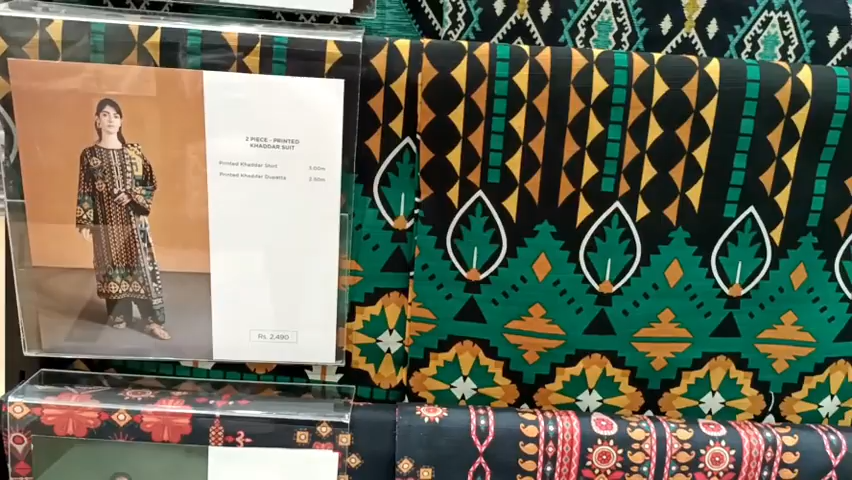 2 PIECE - PRINTED
KHADDAR SUIT
Printed Khaddar Shirt 3.00m
Printed Khaddar Dupatta 2.50m
Rs. 2,490